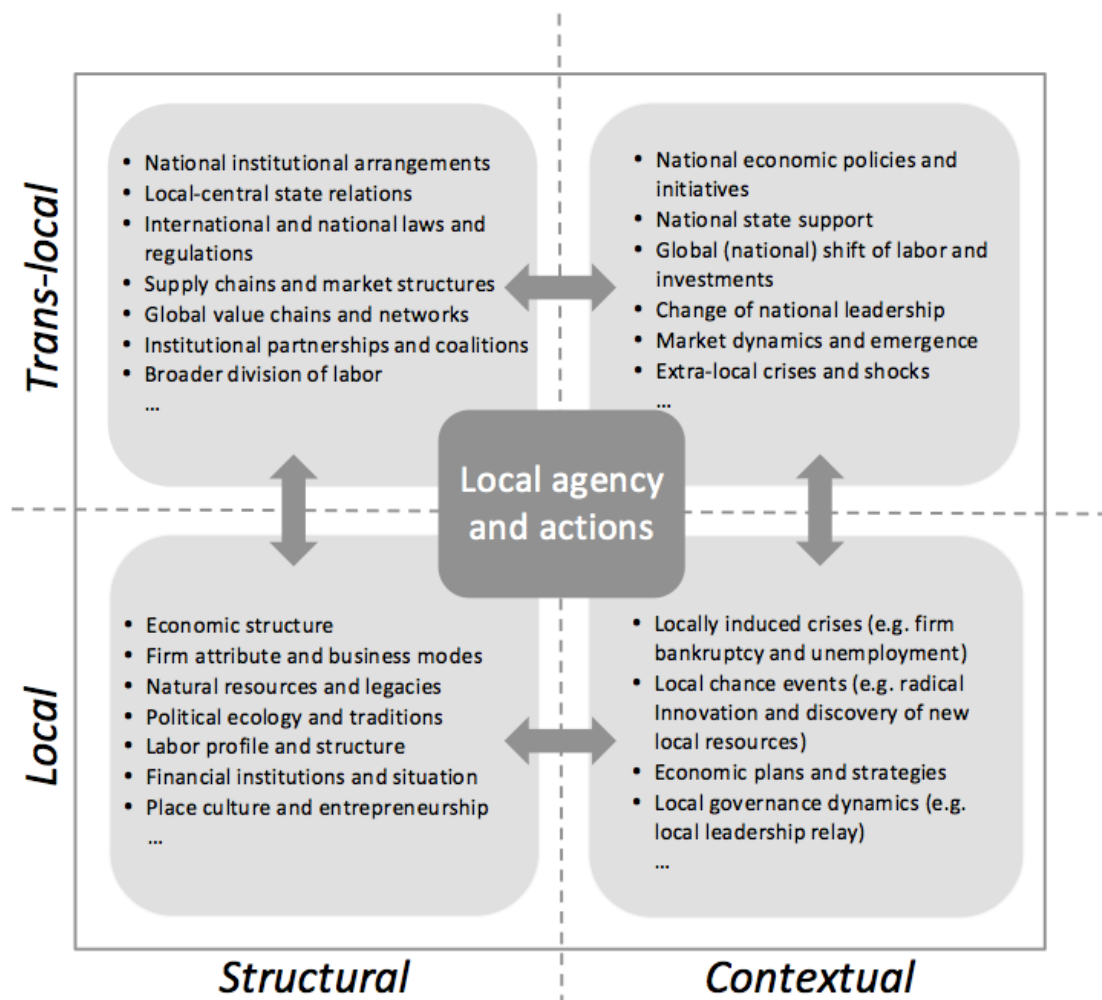 Trans-local
• National institutional arrangements
• Local-central state relations
• International and national laws and
regulations
• Supply chains and market structures
• Global value chains and networks
• Institutional partnerships and coalitions
• Broader division of labor
...
• National economic policies and
initiatives
• National state support
• Global (national) shift of labor and
investments
• Change of national leadership
• Market dynamics and emergence
• Extra-local crises and shocks
...
Local agency
and actions
Local
• Economic structure
• Firm attribute and business modes
• Natural resources and legacies
• Political ecology and traditions
• Labor profile and structure
• Financial institutions and situation
• Place culture and entrepreneurship
...
• Locally induced crises (e.g. firm
bankruptcy and unemployment)
• Local chance events (e.g. radical
Innovation and discovery of new
local resources)
• Economic plans and strategies
• Local governance dynamics (e.g.
local leadership relay)
...
Structural
Contextual